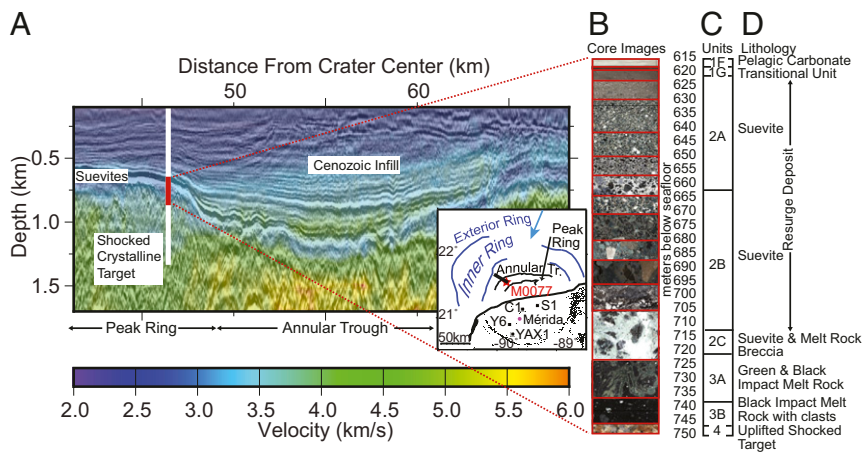 A
B
C
D
Distance From Crater Center (km)
50
60
Depth (km)
0.5
1.0
1.5
Suevites
Cenozoic Infill
Shocked
Crystalline
Target
Peak Ring
Annular Trough
Exterior Ring
Inner Ring
Peak
Ring
Annular Tr.
M0077
22°
21°
C1
S1
Y6
Mérida
YAX1
50km
-90
-89
2.0
2.5
3.0
3.5
4.0
4.5
5.0
5.5
6.0
Velocity (km/s)
Core Images
meters below seafloor
615
620
625
630
635
640
645
650
655
660
665
670
675
680
685
690
695
700
705
710
715
720
725
730
735
740
745
750
Units
1F
1G
2A
2B
2C
3A
3B
4
Lithology
Pelagic Carbonate
Transitional Unit
Suevite
Resurge Deposit
Suevite
Suevite & Melt Rock
Breccia
Green & Black
Impact Melt Rock
Black Impact Melt
Rock with clasts
Uplifted Shocked
Target